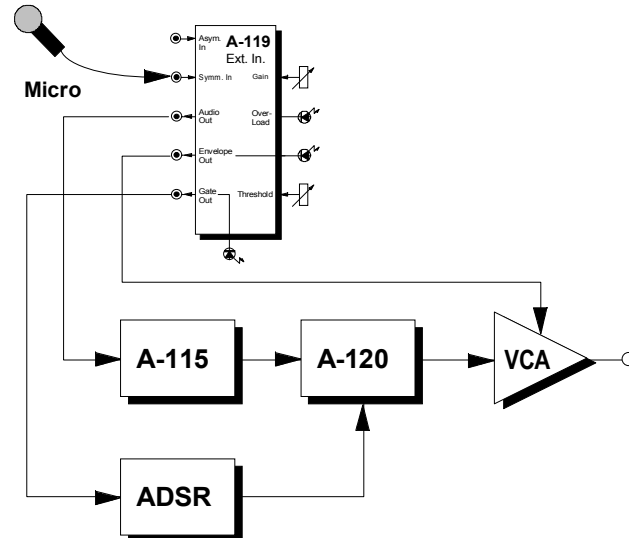 Micro
A-119
Ext. In.
Asym.
In
Symm. In
Gain
Audio
Out
Over-
Load
Envelope
Out
Gate
Out
Threshold
A-115
A-120
VCA
ADSR